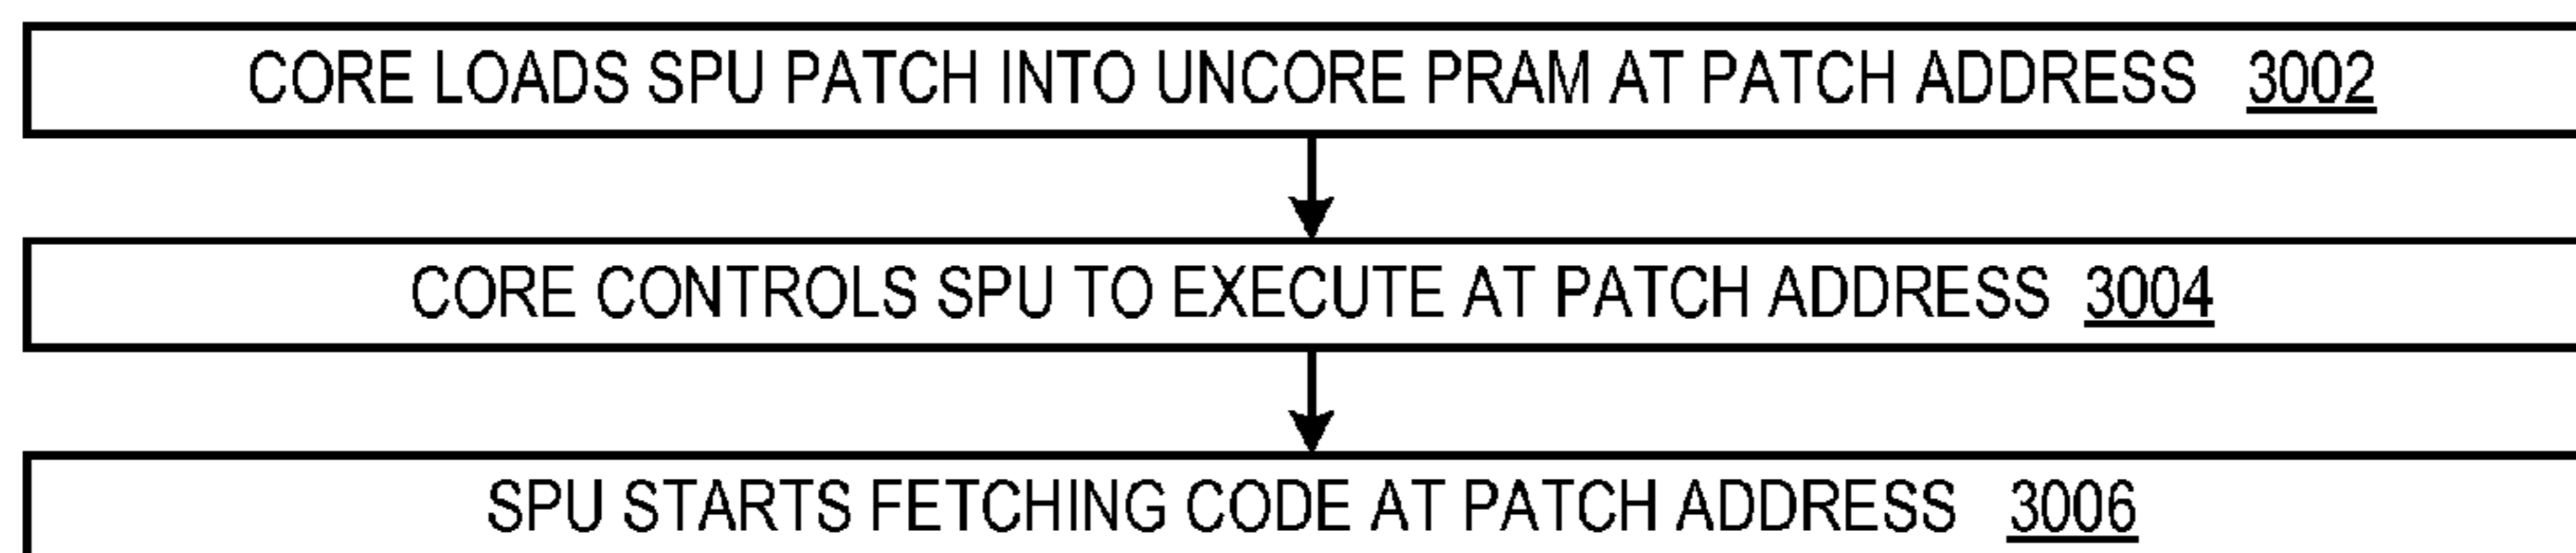 CORE LOADS SPU PATCH INTO UNCORE PRAM AT PATCH ADDRESS 3002
CORE CONTROLS SPU TO EXECUTE AT PATCH ADDRESS 3004
SPU STARTS FETCHING CODE AT PATCH ADDRESS 3006